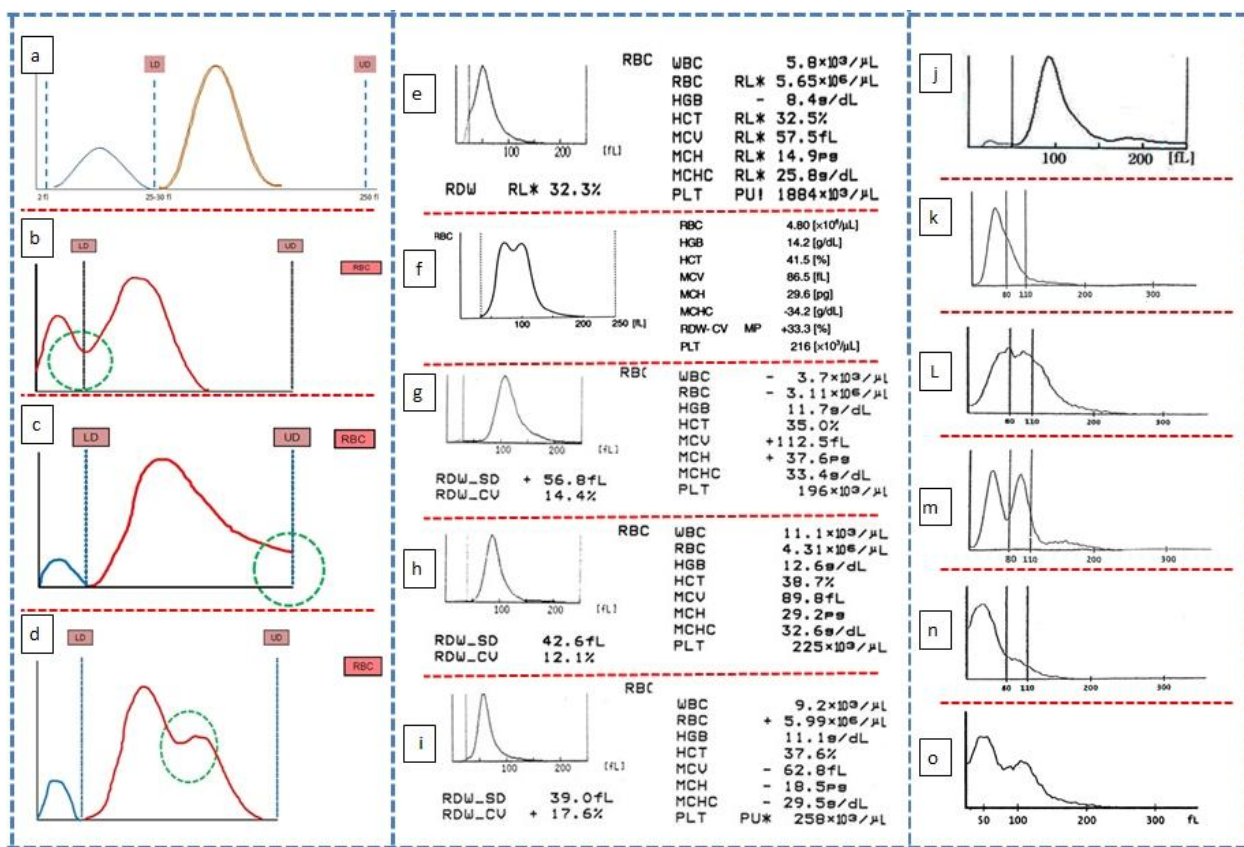 a
LD
UD
2 fl
25-30 fl
250 fl
b
LD
UD
RBC
c
LD
UD
RBC
d
LD
UD
RBC
e
100 200 [fL]
RDW RL* 32.3%
RBC
WBC 5.8×10³/µL
RBC RL* 5.65×10⁶/µL
HGB - 8.4g/dL
HCT RL* 32.5%
MCV RL* 57.5fL
MCH RL* 14.9pg
MCHC RL* 25.8g/dL
PLT PU! 1884×10³/µL
f
RBC
100 200 250 [fL]
RBC 4.80 [×10⁶/µL]
HGB 14.2 [g/dL]
HCT 41.5 [%]
MCV 86.5 [fL]
MCH 29.6 [pg]
MCHC -34.2 [g/dL]
RDW-CV MP +33.3 [%]
PLT 216 [×10³/µL]
g
RBC
100 [fL]
RDW_SD + 56.8fL
RDW_CV 14.4%
WBC - 3.7×10³/µL
RBC - 3.11×10⁶/µL
HGB 11.7g/dL
HCT 35.0%
MCV +112.5fL
MCH + 37.6pg
MCHC 33.4g/dL
PLT 196×10³/µL
h
RBC
100 [fL]
RDW_SD 42.6fL
RDW_CV 12.1%
WBC 11.1×10³/µL
RBC 4.31×10⁶/µL
HGB 12.6g/dL
HCT 38.7%
MCV 89.8fL
MCH 29.2pg
MCHC 32.6g/dL
PLT 225×10³/µL
i
RBC
100 200 [fL]
RDW_SD 39.0fL
RDW_CV + 17.6%
WBC 9.2×10³/µL
RBC + 5.99×10⁶/µL
HGB 11.1g/dL
HCT 37.6%
MCV - 62.8fL
MCH - 18.5pg
MCHC - 29.5g/dL
PLT PU* 258×10³/µL
j
100 200 [fL]
k
80 110 200 300
L
60 110 200 300
m
80 110 200 300
n
80 110 200 300
o
50 100 200 300 fL